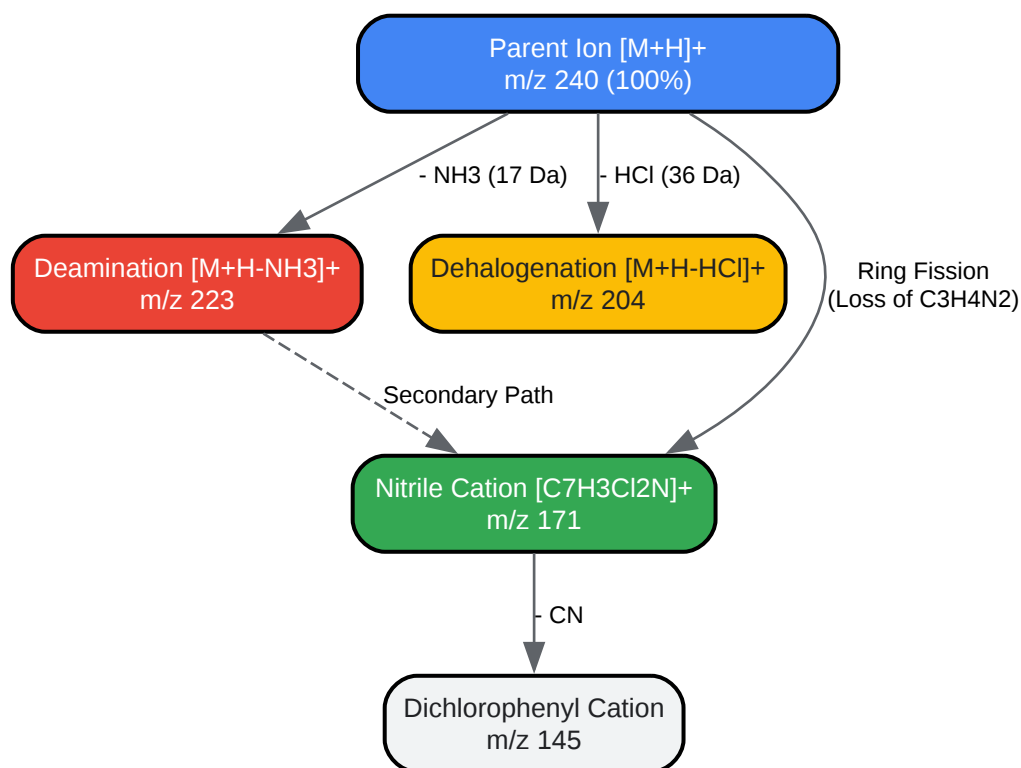 Parent Ion [M+H]+
m/z 240 (100%)
- NH3 (17 Da)
- HCl (36 Da)
Deamination [M+H-NH3]+
m/z 223
Dehalogenation [M+H-HCl]+
m/z 204
Ring Fission
(Loss of C3H4N2)
Secondary Path
Nitrile Cation [C7H3Cl2N]+
m/z 171
- CN
Dichlorophenyl Cation
m/z 145